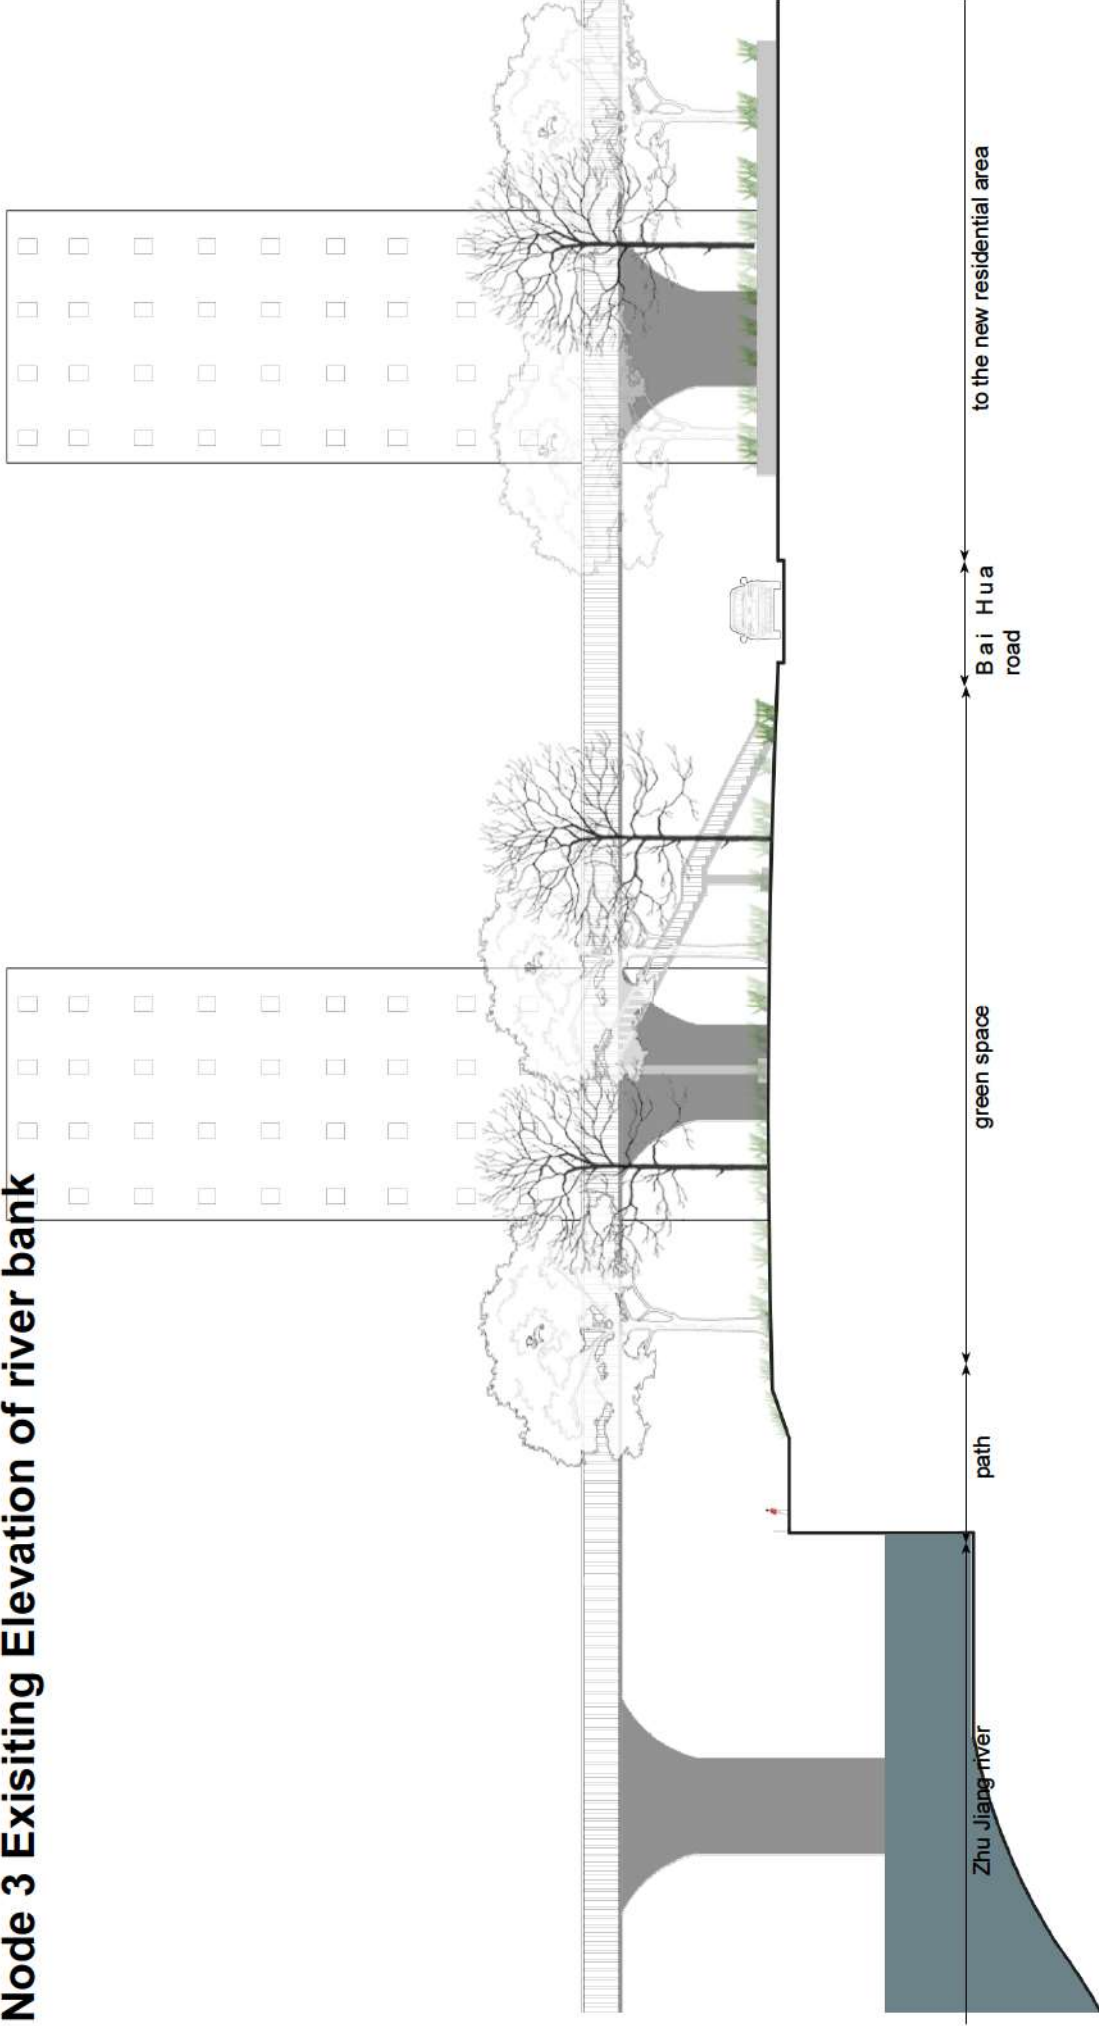 Node 3 Exisiting Elevation of river bank
Zhu Jiang river
path
green space
Bai Hua
road
to the new residential area